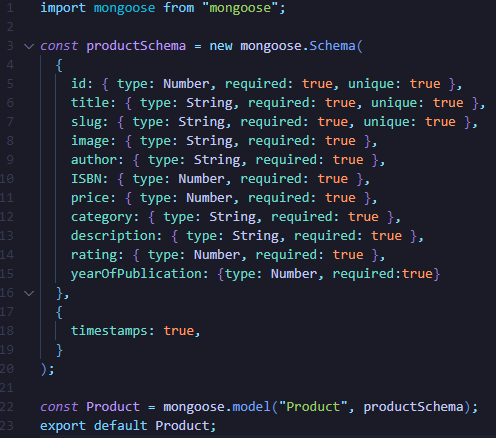 1 import mongoose from "mongoose";
2
3 const productSchema = new mongoose.Schema(
4 {
5 id: { type: Number, required: true, unique: true },
6 title: { type: String, required: true, unique: true },
7 slug: { type: String, required: true, unique: true },
8 image: { type: String, required: true },
9 author: { type: String, required: true },
10 ISBN: { type: Number, required: true },
11 price: { type: Number, required: true },
12 category: { type: String, required: true },
13 description: { type: String, required: true },
14 rating: { type: Number, required: true },
15 yearOfPublication: {type: Number, required:true}
16 },
17 {
18 timestamps: true,
19 }
20 );
21
22 const Product = mongoose.model("Product", productSchema);
23 export default Product;